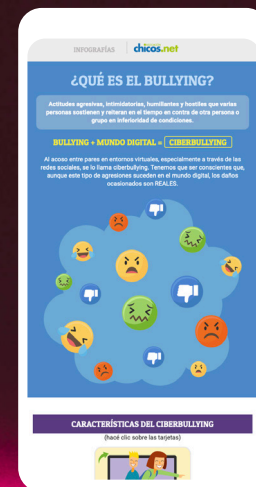 INFOGRAFÍAS chicos.net
¿QUÉ ES EL BULLYING?
Actitudes agresivas, intimidatorias, humillantes y hostiles que varias
personas sostienen y reiteran en el tiempo en contra de otra persona o
grupo en inferioridad de condiciones.
BULLYING + MUNDO DIGITAL = CIBERBULLYING
Al acoso entre pares en entornos virtuales, especialmente a través de las
redes sociales, se lo llama ciberbullying. Tenemos que ser conscientes que,
aunque este tipo de agresiones suceden en el mundo digital, los daños
ocasionados son REALES.
CARACTERÍSTICAS DEL CIBERBULLYING
(hacé clic sobre las tarjetas)